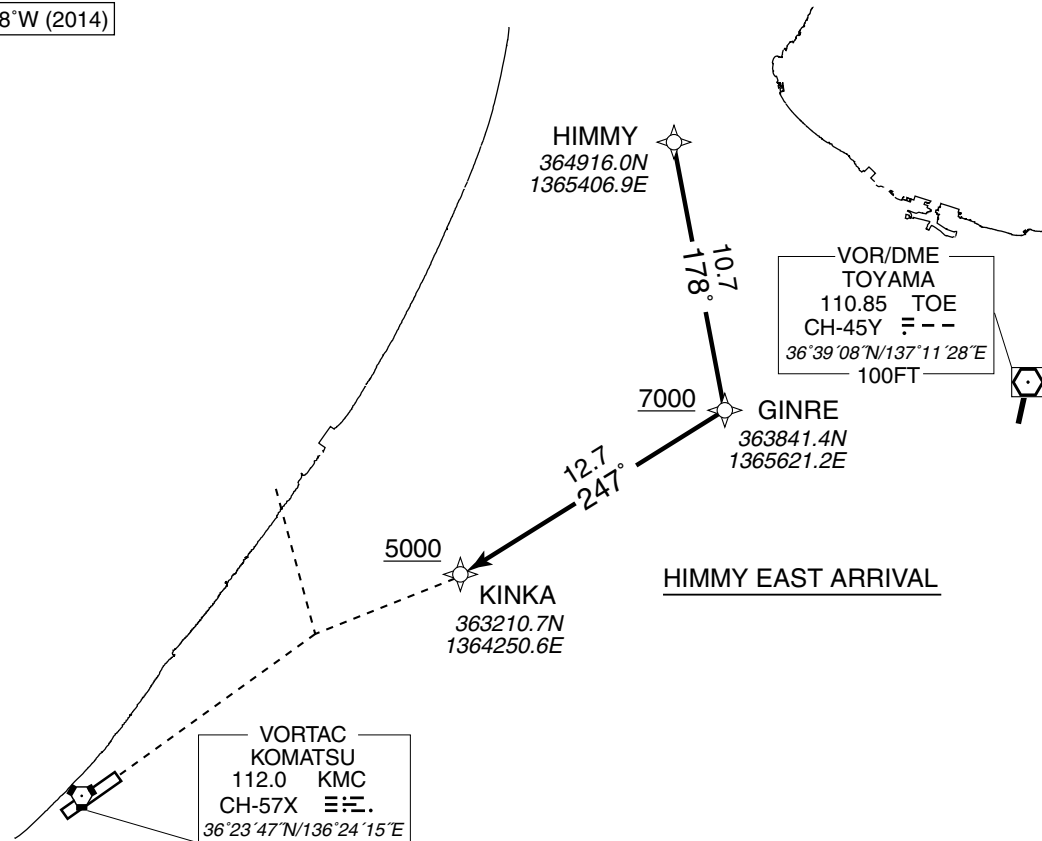 8°W (2014)
HIMMY
364916.0N
1365406.9E
10.7
178°
VOR/DME
TOYAMA
110.85 TOE
CH-45Y
36°39´08˝N/137°11´28˝E
100FT
7000
GINRE
363841.4N
1365621.2E
12.7
247°
5000
KINKA
363210.7N
1364250.6E
HIMMY EAST ARRIVAL
VORTAC
KOMATSU
112.0 KMC
CH-57X
36°23´47˝N/136°24´15˝E